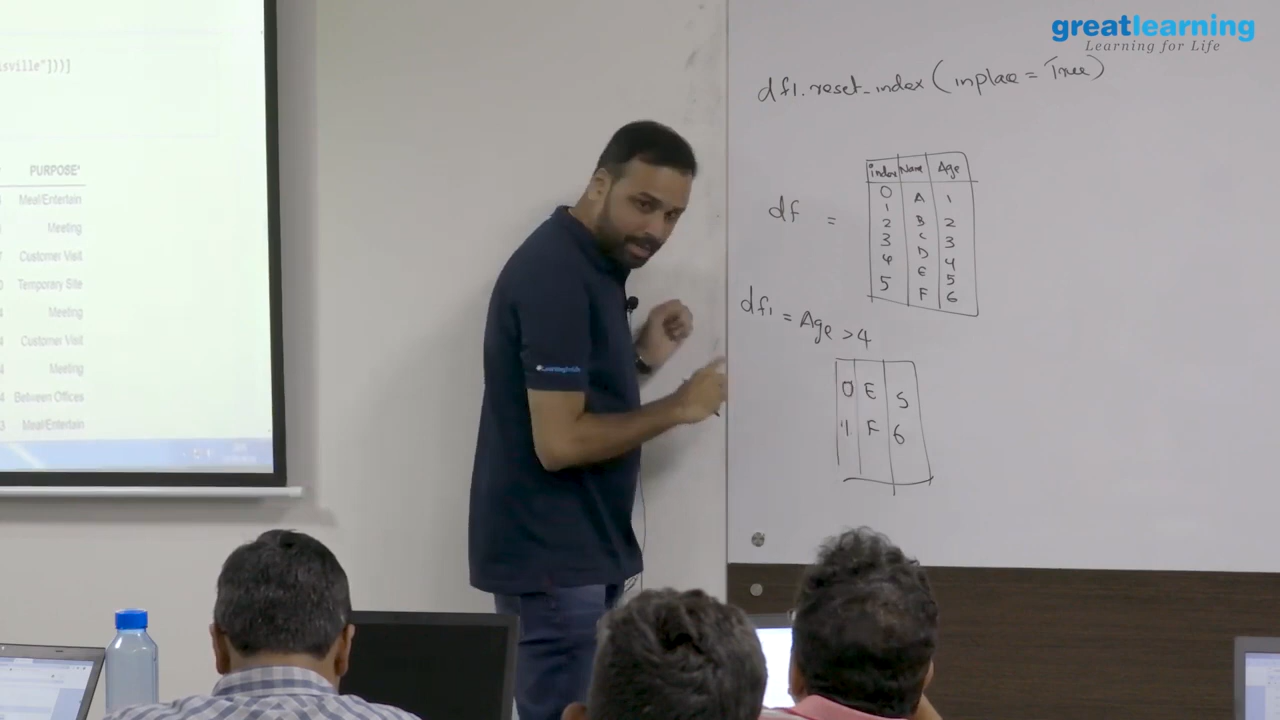 greatlearning
Learning for Life
isville"]))]
df1.reset_index(inplace = True)
PURPOSE*
Meal/Entertain
Meeting
Customer Visit
Temporary Site
Meeting
Customer Visit
Meeting
Between Offices
Meal/Entertain
df =
index Name Age
0 A 1
1 B 2
2 C 3
3 D 4
4 E 5
5 F 6
df1 = Age >4
0 E 5
1 F 6